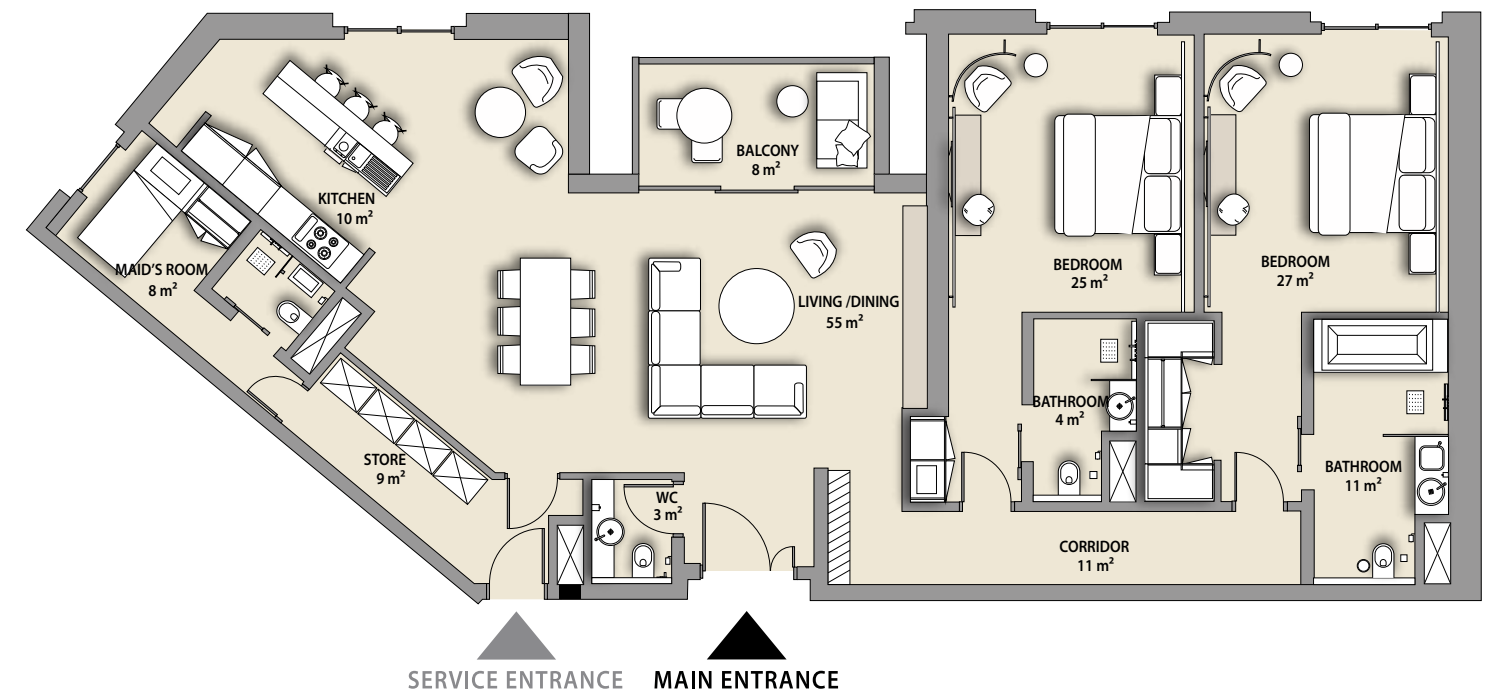 BALCONY
8 m²
KITCHEN
10 m²
MAID'S ROOM
8 m²
LIVING /DINING
55 m²
BEDROOM
25 m²
BEDROOM
27 m²
BATHROOM
4 m²
STORE
9 m²
WC
3 m²
BATHROOM
11 m²
CORRIDOR
11 m²
SERVICE ENTRANCE
MAIN ENTRANCE